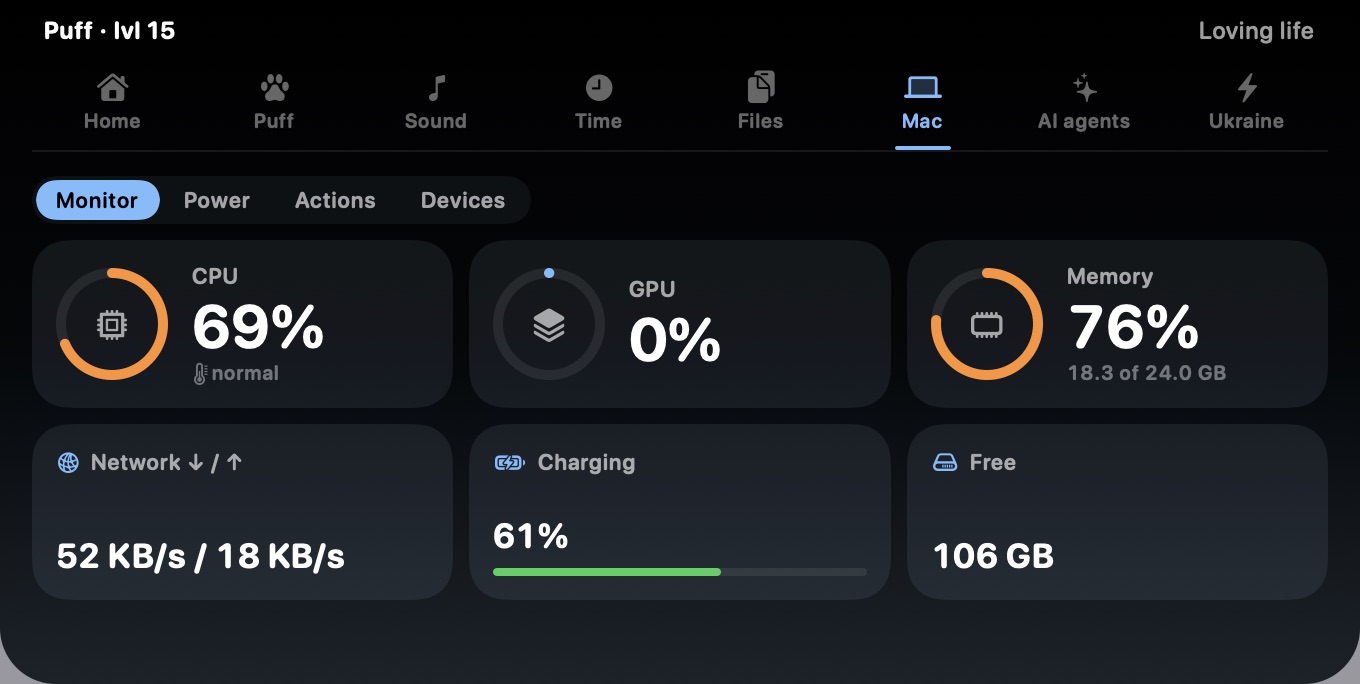 Puff · lvl 15
Loving life
Home
Puff
Sound
Time
Files
Mac
AI agents
Ukraine
Monitor
Power
Actions
Devices
CPU
69%
normal
GPU
0%
Memory
76%
18.3 of 24.0 GB
Network ↓ / ↑
52 KB/s / 18 KB/s
Charging
61%
Free
106 GB